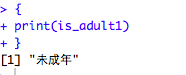 > {
+ print(is_adult1)
+ }
[1] "未成年"